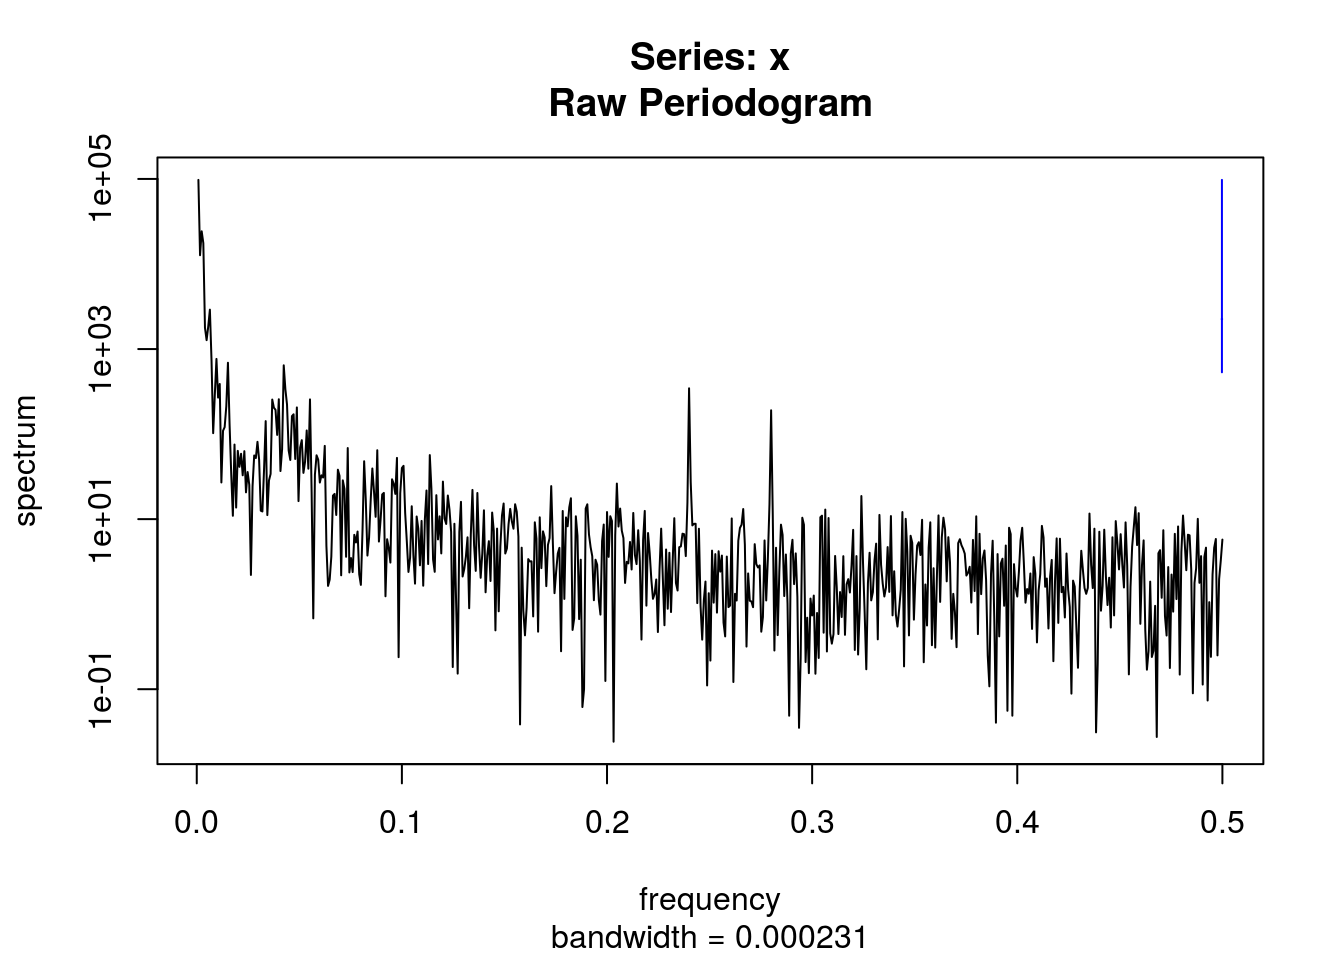 Series: x
Raw Periodogram
1e+05
1e+03
1e+01
1e-01
spectrum
0.0 0.1 0.2 0.3 0.4 0.5
frequency
bandwidth = 0.000231